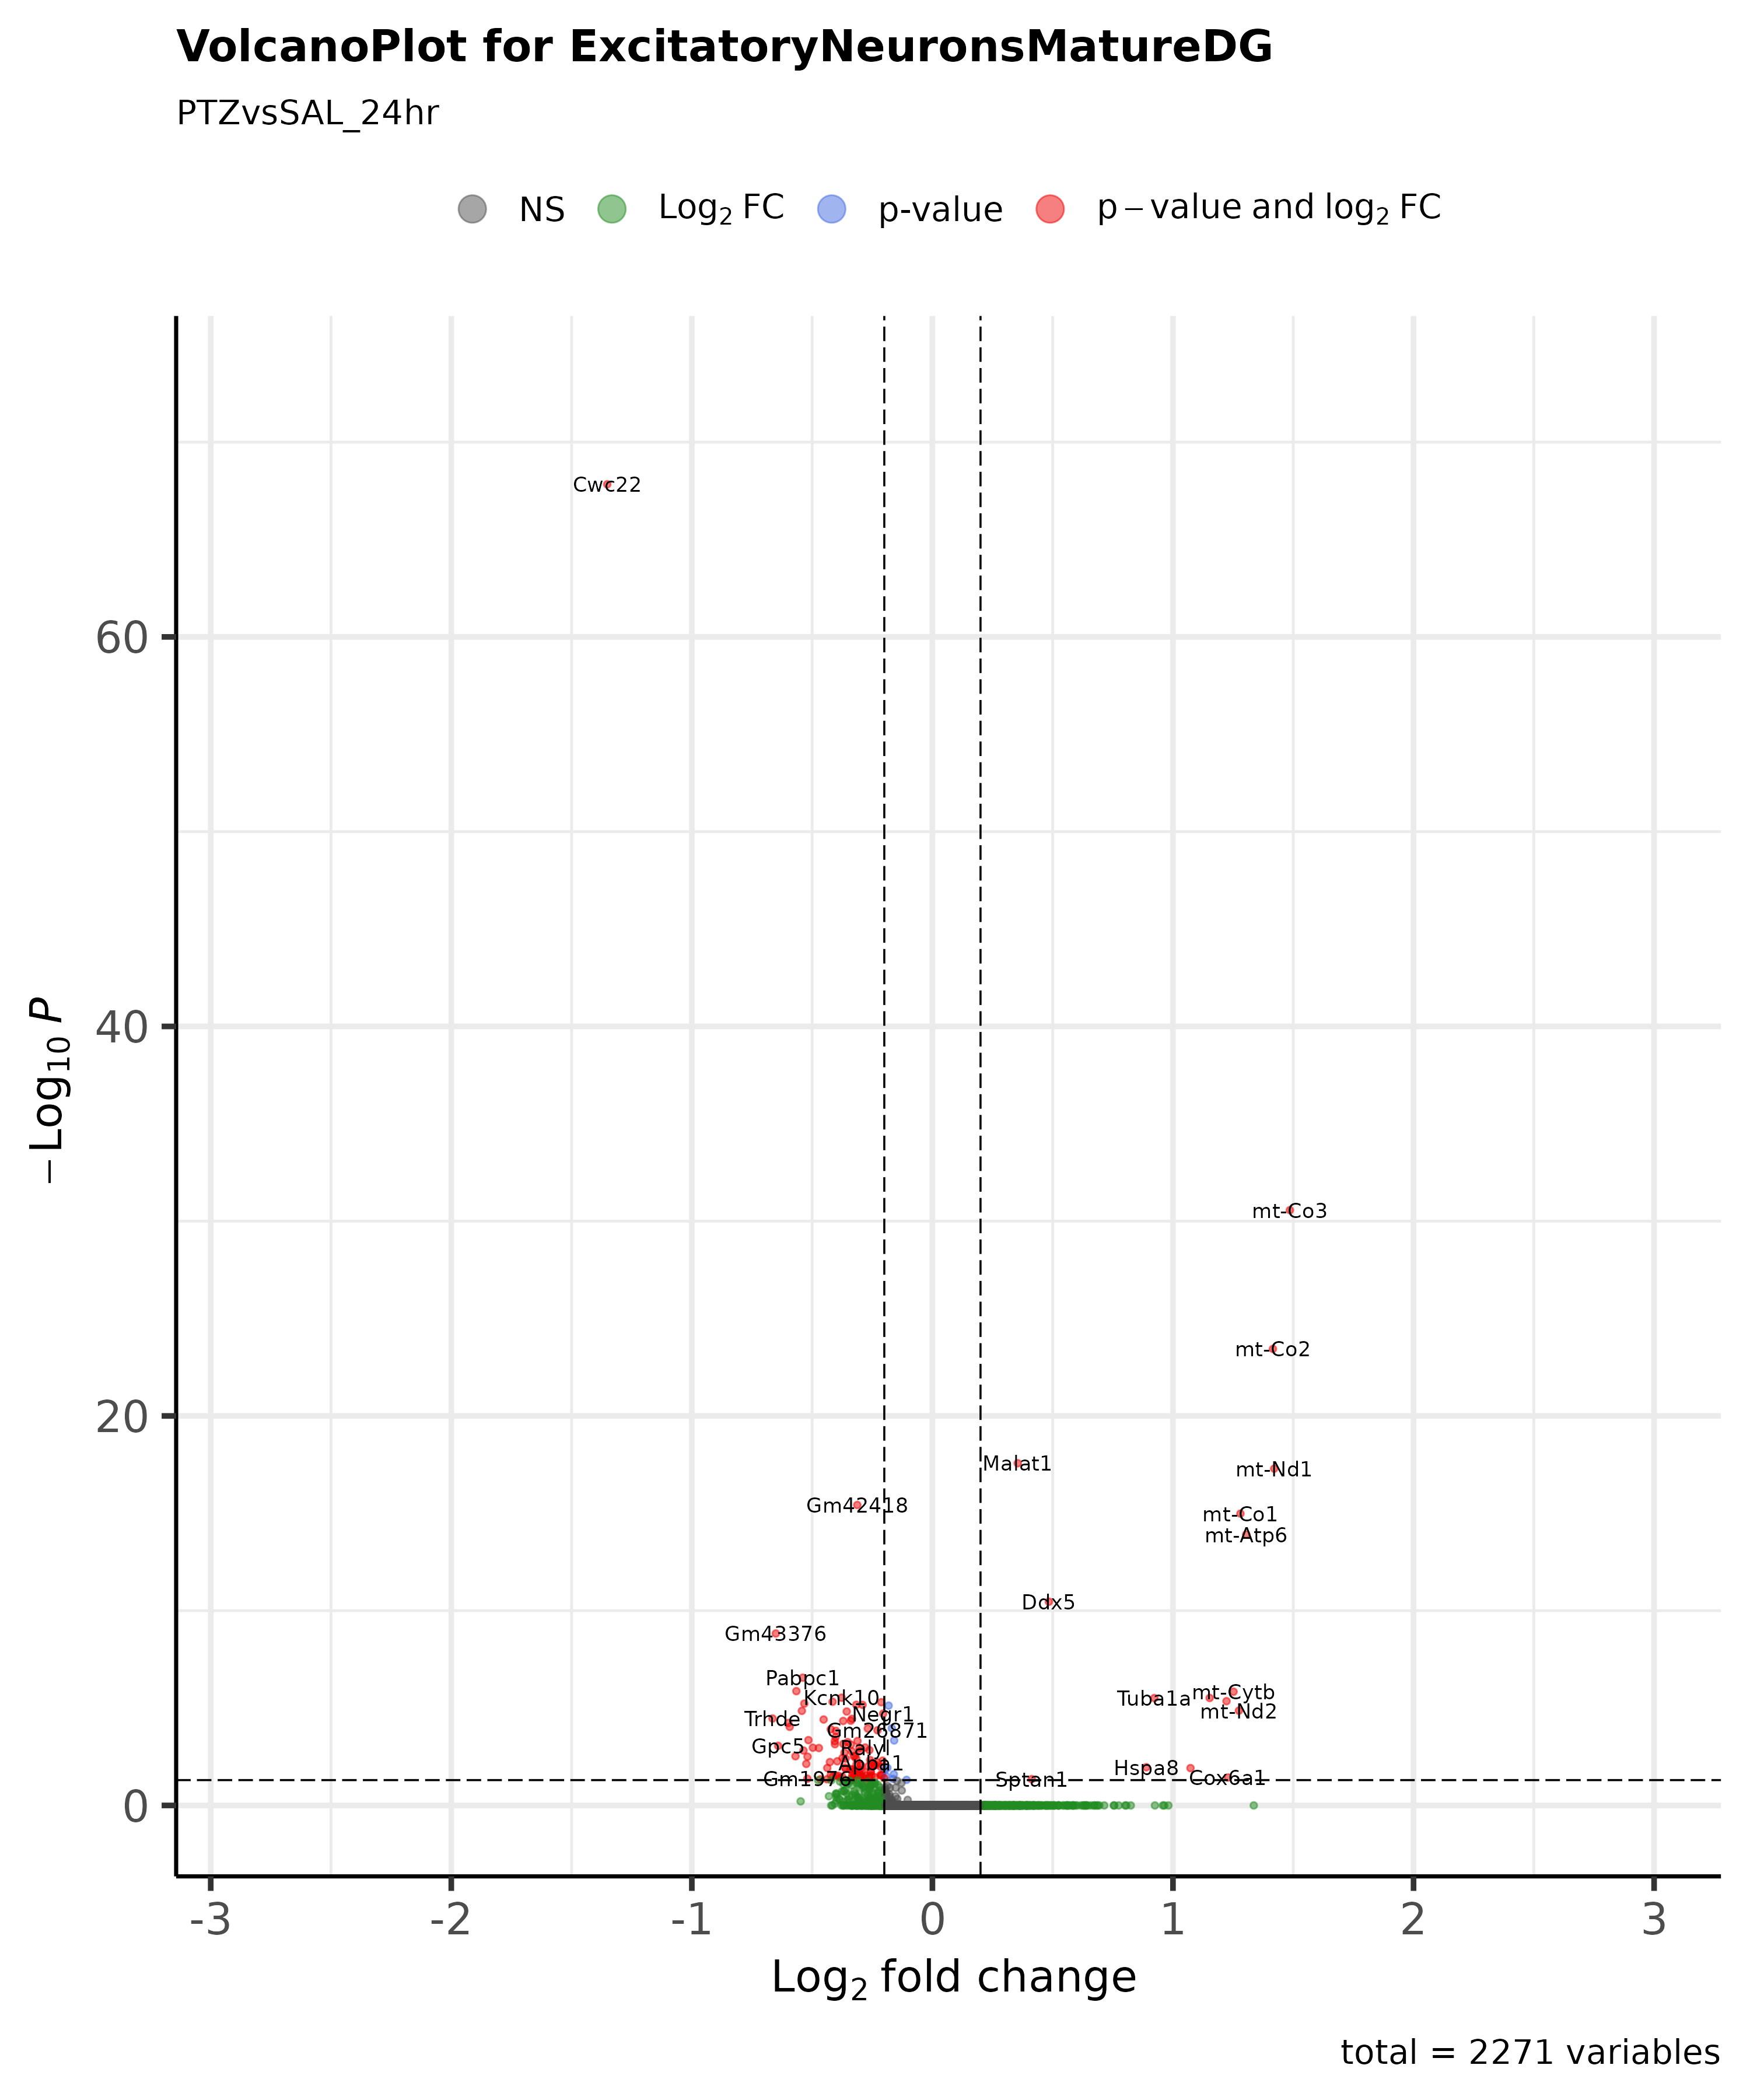 VolcanoPlot for ExcitatoryNeuronsMatureDG
PTZvsSAL_24hr
NS Log₂ FC p-value p – value and log₂ FC
Cwc22
60
−Log₁₀ P
40
mt-Co3
mt-Co2
20
Malat1 mt-Nd1
Gm42418 mt-Co1
mt-Atp6
Ddx5
Gm43376
Pabpc1
Kcnk10 Tuba1a mt-Cytb
Trhde Negr1 mt-Nd2
Gm26871
Gpc5 Ralyl
Apba1 Hspa8
Gm1976 Sptan1 Cox6a1
0
-3 -2 -1 0 1 2 3
Log₂ fold change
total = 2271 variables